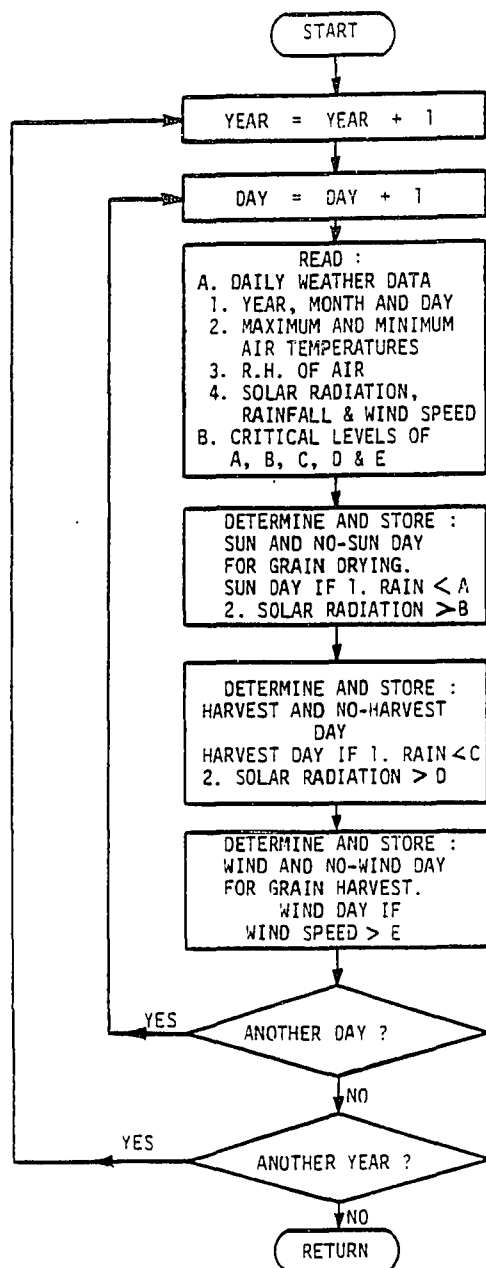 START
YEAR = YEAR + 1
DAY = DAY + 1
READ :
A. DAILY WEATHER DATA
1. YEAR, MONTH AND DAY
2. MAXIMUM AND MINIMUM
AIR TEMPERATURES
3. R.H. OF AIR
4. SOLAR RADIATION,
RAINFALL & WIND SPEED
B. CRITICAL LEVELS OF
A, B, C, D & E
DETERMINE AND STORE :
SUN AND NO-SUN DAY
FOR GRAIN DRYING.
SUN DAY IF 1. RAIN < A
2. SOLAR RADIATION > B
DETERMINE AND STORE :
HARVEST AND NO-HARVEST
DAY
HARVEST DAY IF 1. RAIN < C
2. SOLAR RADIATION > D
DETERMINE AND STORE :
WIND AND NO-WIND DAY
FOR GRAIN HARVEST.
WIND DAY IF
WIND SPEED > E
YES
ANOTHER DAY ?
NO
YES
ANOTHER YEAR ?
NO
RETURN